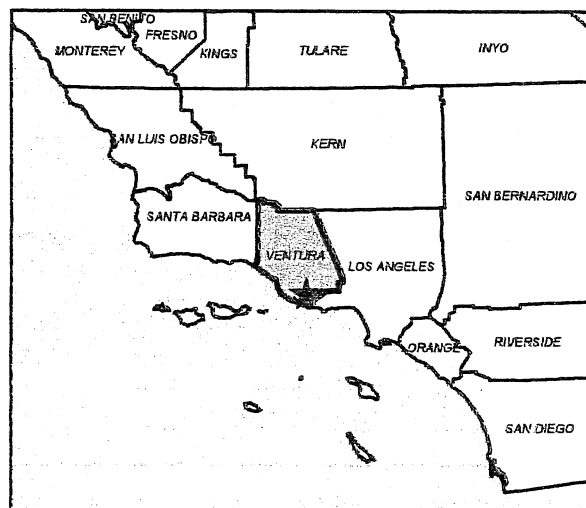 SAN BENITO
FRESNO
MONTEREY
KINGS
TULARE
INYO
SAN LUIS OBISPO
KERN
SAN BERNARDINO
SANTA BARBARA
VENTURA
LOS ANGELES
ORANGE
RIVERSIDE
SAN DIEGO